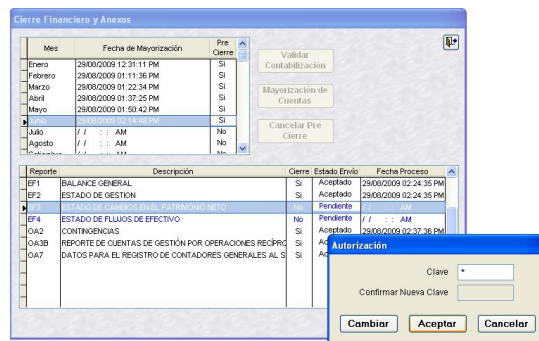 Cierre Financiero y Anexos
Mes Fecha de Mayorización Pre Cierre
Enero 29/08/2009 12:31:11 PM Si
Febrero 29/08/2009 01:11:36 PM Si
Marzo 29/08/2009 01:22:34 PM Si
Abril 29/08/2009 01:37:25 PM Si
Mayo 29/08/2009 01:50:42 PM Si
Junio 29/08/2009 02:14:48 PM Si
Julio / / : : AM No
Agosto / / : : AM No
Validar Contabilización
Mayorización de Cuentas
Cancelar Pre Cierre
Reporte Descripción Cierre Estado Envío Fecha Proceso
EF1 BALANCE GENERAL Si Aceptado 29/08/2009 02:24:35 PM
EF2 ESTADO DE GESTION Si Aceptado 29/08/2009 02:24:35 PM
EF3 ESTADO DE CAMBIOS EN EL PATRIMONIO NETO No Pendiente / / AM
EF4 ESTADO DE FLUJOS DE EFECTIVO No Pendiente / / : : AM
OA2 CONTINGENCIAS Si Aceptado 29/08/2009 02:37:36 PM
OA3B REPORTE DE CUENTAS DE GESTIÓN POR OPERACIONES RECÍPRC Si Ac
OA7 DATOS PARA EL REGISTRO DE CONTADORES GENERALES AL S Si Ac
Autorización
Clave *
Confirmar Nueva Clave
Cambiar Aceptar Cancelar